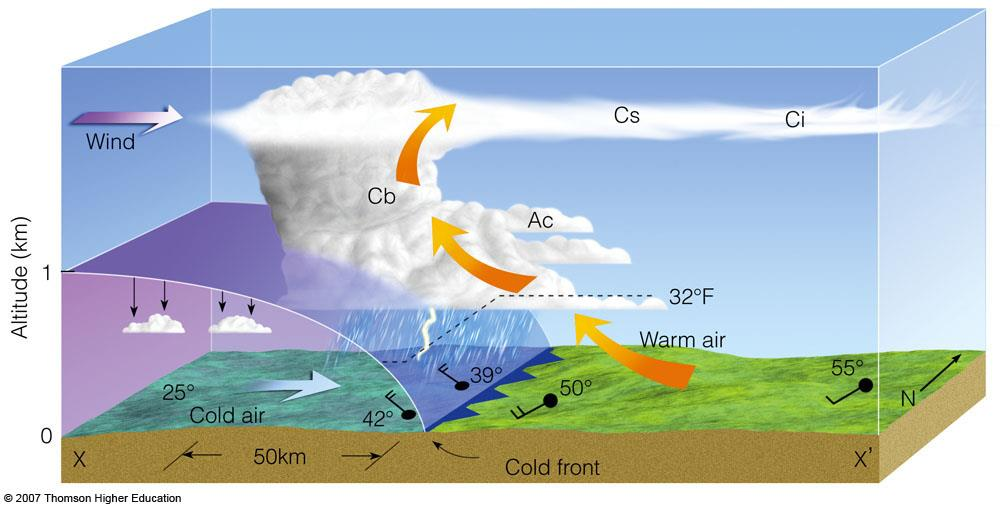 Wind
Cs
Ci
Cb
Ac
Altitude (km)
1
32°F
Warm air
25°
Cold air
39°
42°
50°
55°
N
0
X
50km
Cold front
X'
© 2007 Thomson Higher Education